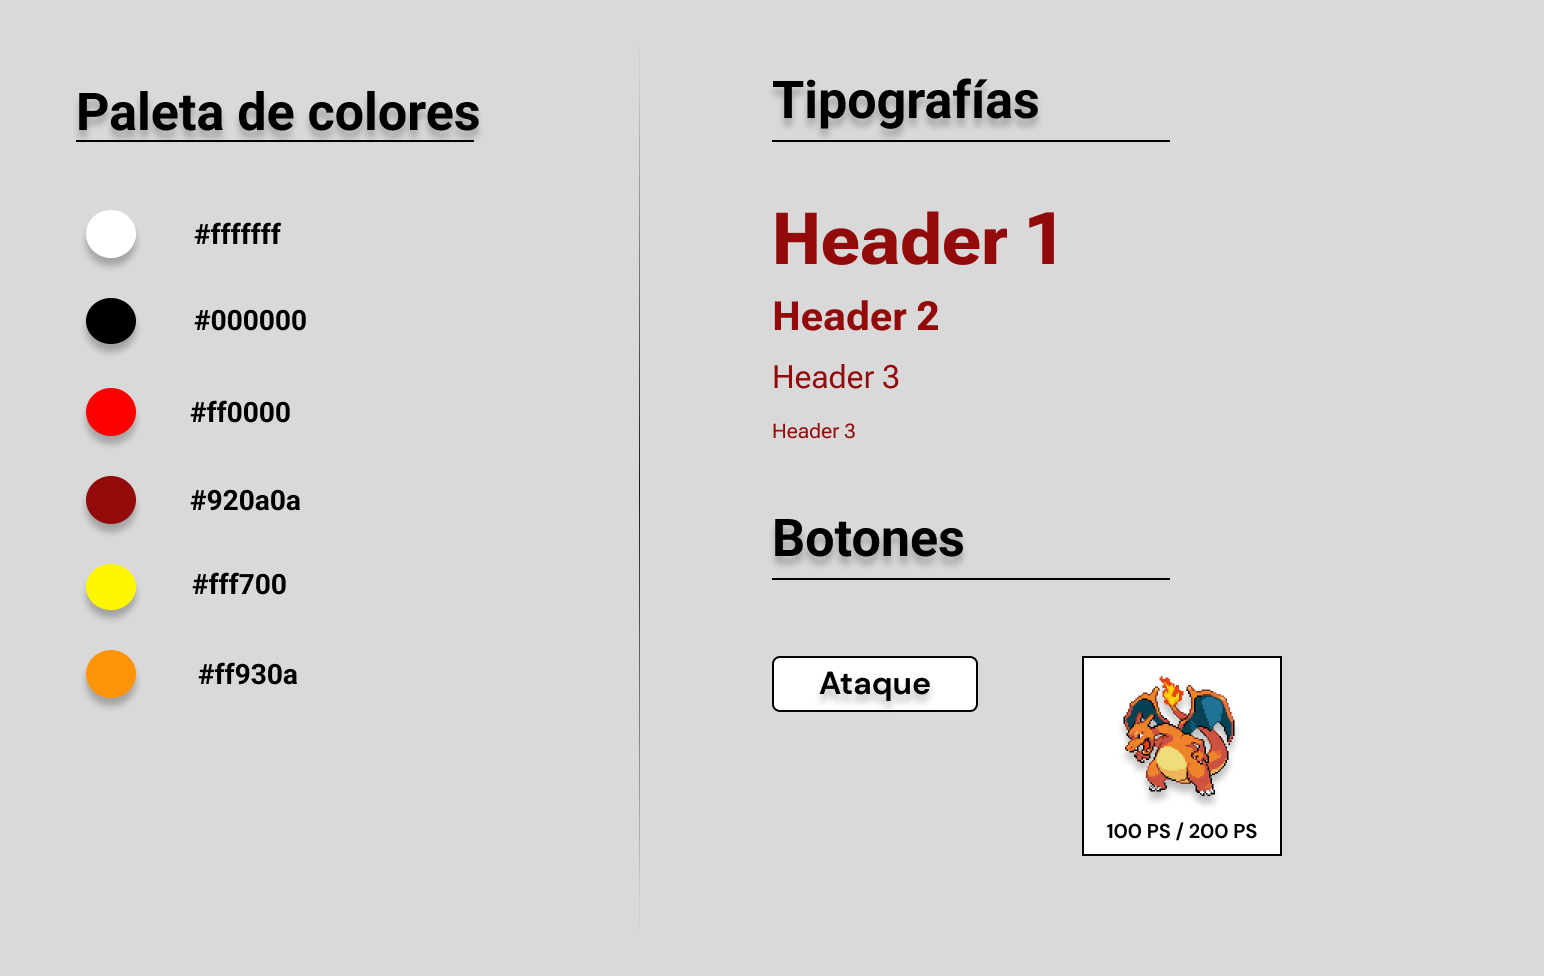 Paleta de colores
#fffffff
#000000
#ff0000
#920a0a
#fff700
#ff930a
Tipografías
Header 1
Header 2
Header 3
Header 3
Botones
Ataque
100 PS / 200 PS